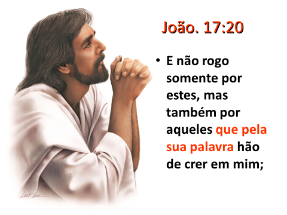 João. 17:20
• E não rogo
somente por
estes, mas
também por
aqueles que pela
sua palavra hão
de crer em mim;